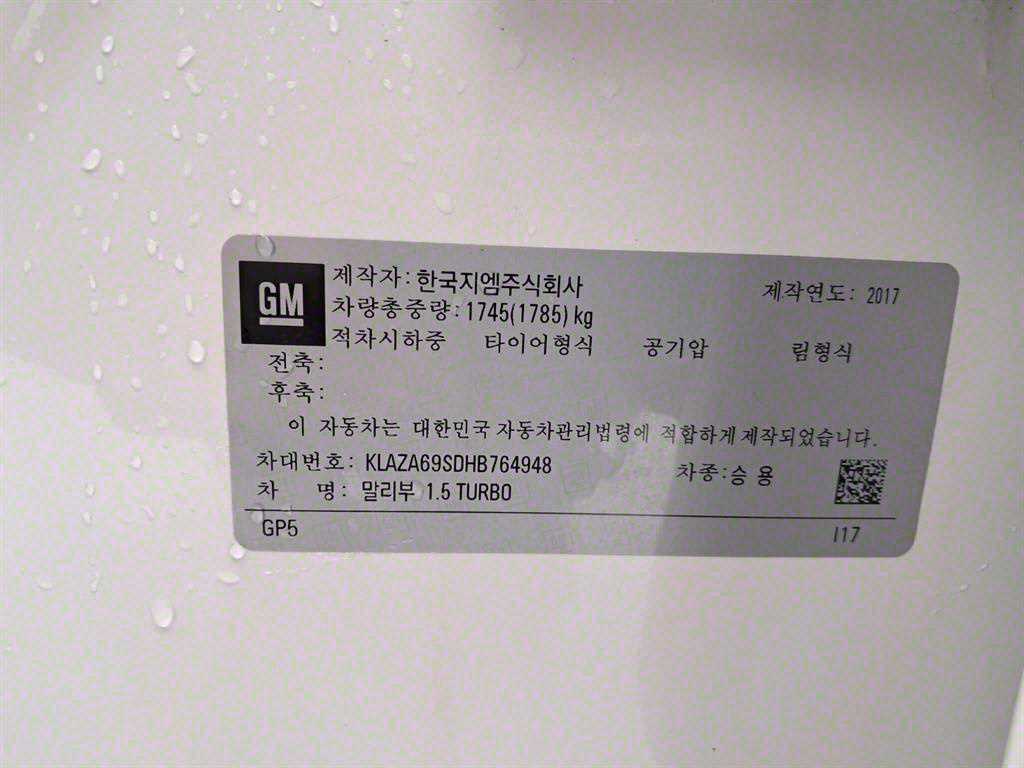 GM
제작자: 한국지엠주식회사 제작연도: 2017
차량총중량: 1745(1785) kg
적차시하중 타이어형식 공기압 림형식
전축:
후축:
이 자동차는 대한민국 자동차관리법령에 적합하게 제작되었습니다.
차대번호: KLAZA69SDHB764948 차종: 승 용
차 명: 말리부 1.5 TURBO
GP5 I17